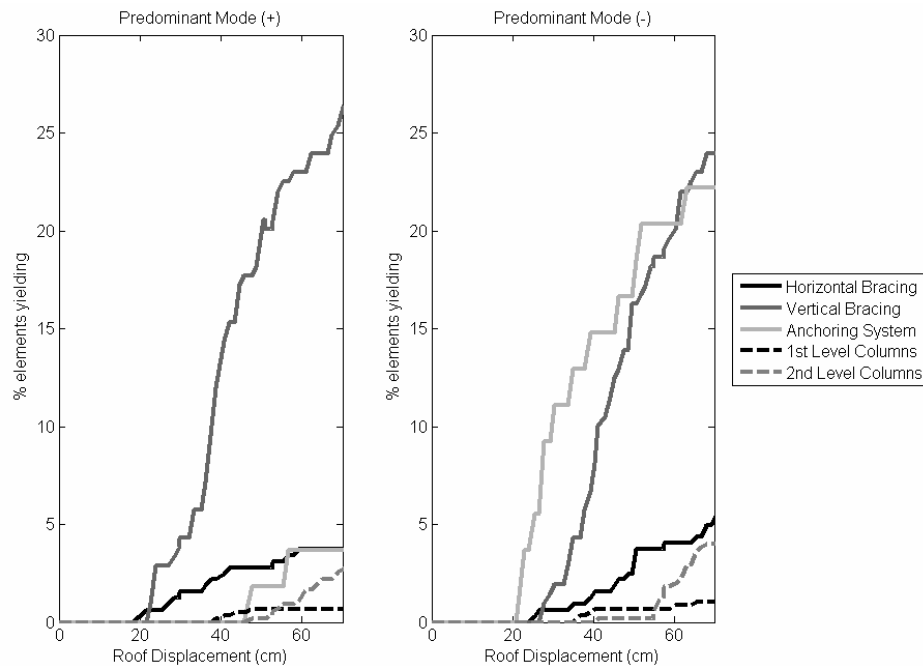 Predominant Mode (+)
30
25
20
15
10
5
0
% elements yielding
0 20 40 60
Roof Displacement (cm)
Predominant Mode (-)
30
25
20
15
10
5
0
% elements yielding
0 20 40 60
Roof Displacement (cm)
Horizontal Bracing
Vertical Bracing
Anchoring System
1st Level Columns
2nd Level Columns